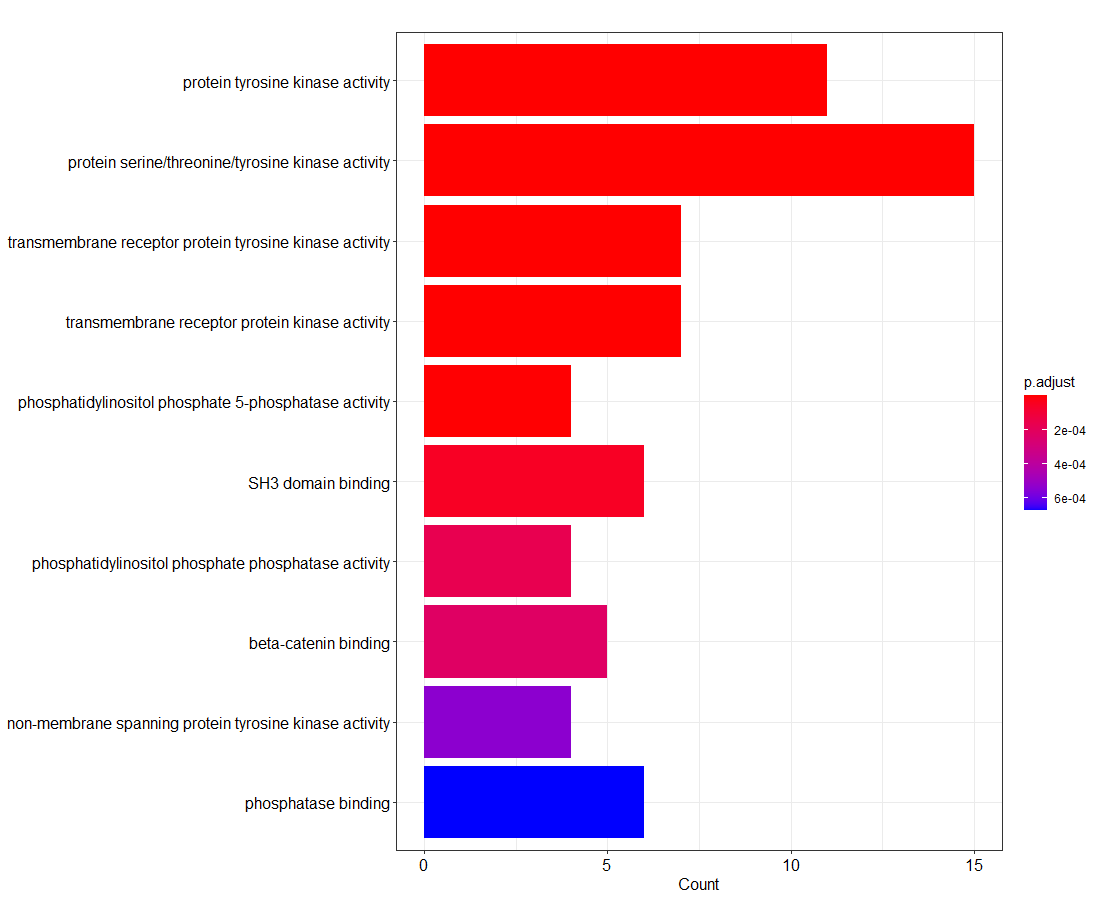 protein tyrosine kinase activity
protein serine/threonine/tyrosine kinase activity
transmembrane receptor protein tyrosine kinase activity
transmembrane receptor protein kinase activity
phosphatidylinositol phosphate 5-phosphatase activity
SH3 domain binding
phosphatidylinositol phosphate phosphatase activity
beta-catenin binding
non-membrane spanning protein tyrosine kinase activity
phosphatase binding
0 5 10 15
Count
p.adjust
2e-04
4e-04
6e-04